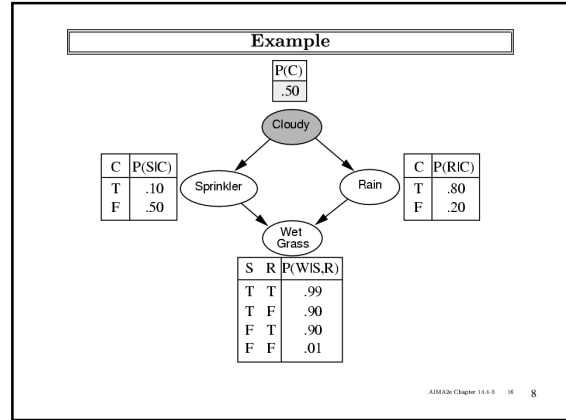 Example
P(C)
.50
Cloudy
C P(S|C)
T .10
F .50
Sprinkler
Rain
C P(R|C)
T .80
F .20
Wet
Grass
S R P(W|S,R)
T T .99
T F .90
F T .90
F F .01
AIMA2e Chapter 14.4-5 16 8